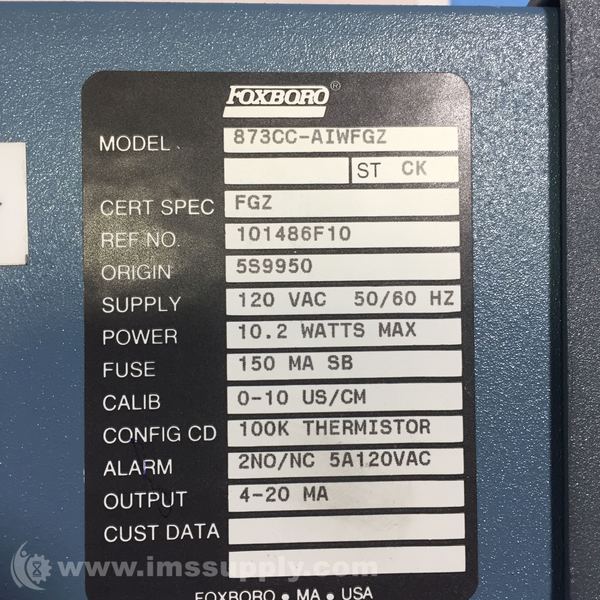 FOXBORO®
MODEL 873CC-AIWFGZ
ST CK
CERT SPEC FGZ
REF NO. 101486F10
ORIGIN 5S9950
SUPPLY 120 VAC 50/60 HZ
POWER 10.2 WATTS MAX
FUSE 150 MA SB
CALIB 0-10 US/CM
CONFIG CD 100K THERMISTOR
ALARM 2NO/NC 5A120VAC
OUTPUT 4-20 MA
CUST DATA
www.imssupply.com
FOXBORO • MA • USA